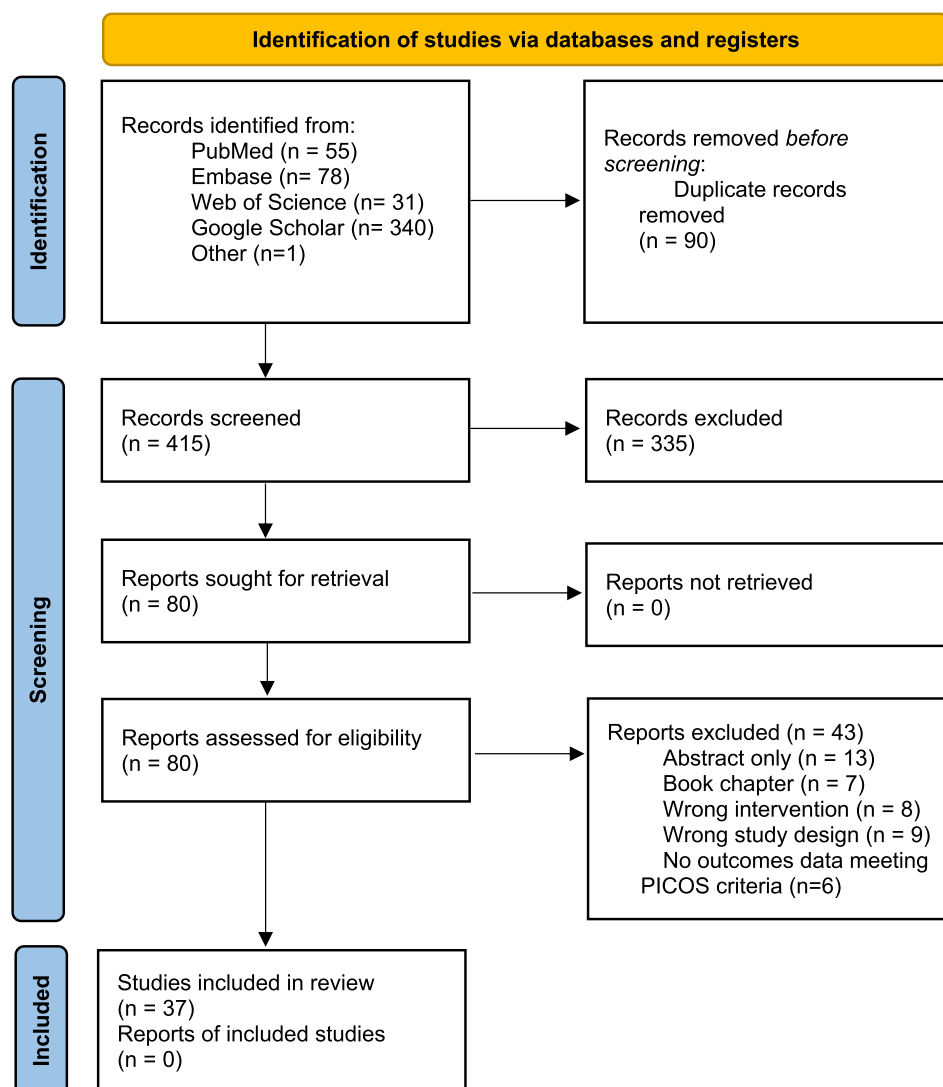 Identification of studies via databases and registers
Identification
Records identified from:
PubMed (n = 55)
Embase (n= 78)
Web of Science (n= 31)
Google Scholar (n= 340)
Other (n=1)
Records removed before
screening:
Duplicate records
removed
(n = 90)
Screening
Records screened
(n = 415)
Records excluded
(n = 335)
Reports sought for retrieval
(n = 80)
Reports not retrieved
(n = 0)
Reports assessed for eligibility
(n = 80)
Reports excluded (n = 43)
Abstract only (n = 13)
Book chapter (n = 7)
Wrong intervention (n = 8)
Wrong study design (n = 9)
No outcomes data meeting
PICOS criteria (n=6)
Included
Studies included in review
(n = 37)
Reports of included studies
(n = 0)